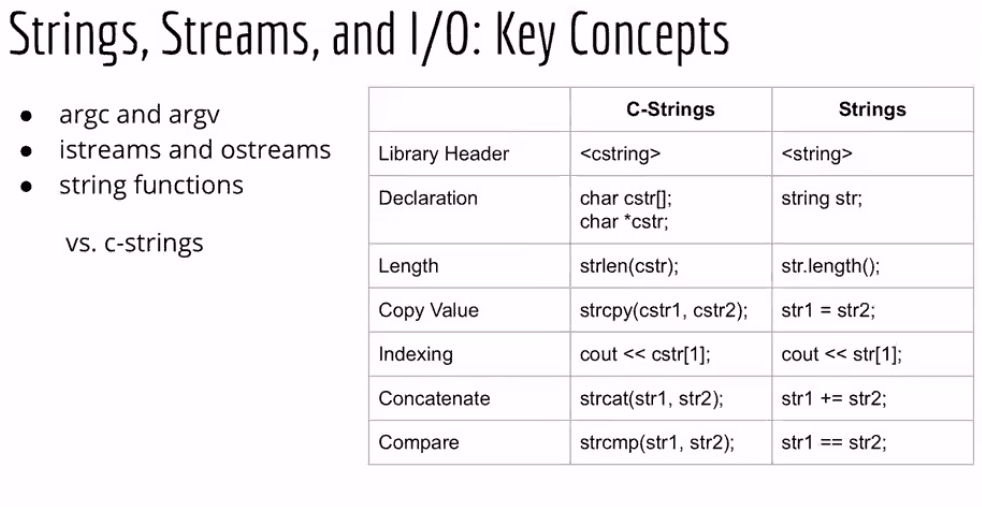 Strings, Streams, and I/O: Key Concepts
● argc and argv
● istreams and ostreams
● string functions
vs. c-strings
C-Strings Strings
Library Header <cstring> <string>
Declaration char cstr[]; string str;
char *cstr;
Length strlen(cstr); str.length();
Copy Value strcpy(cstr1, cstr2); str1 = str2;
Indexing cout << cstr[1]; cout << str[1];
Concatenate strcat(str1, str2); str1 += str2;
Compare strcmp(str1, str2); str1 == str2;